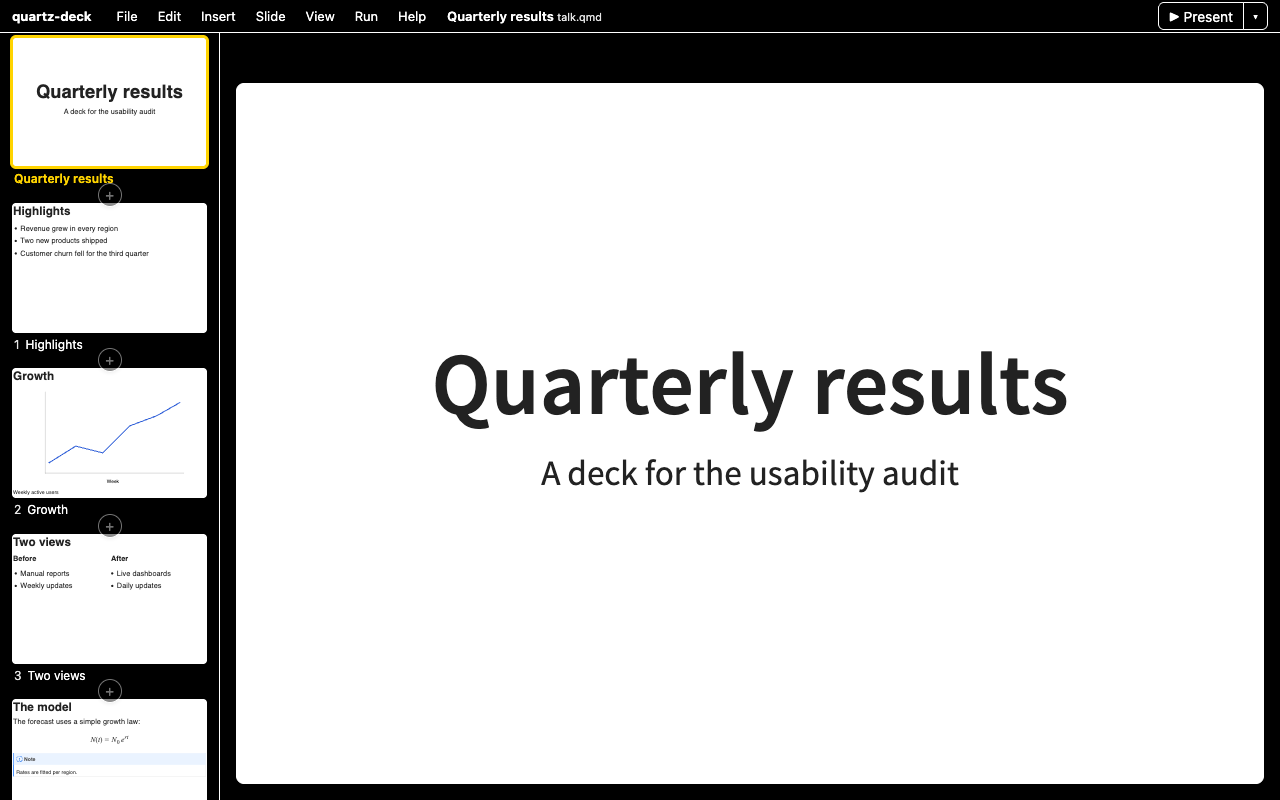 quartz-deck File Edit Insert Slide View Run Help Quarterly results talk.qmd ▶ Present ▾
Quarterly results
A deck for the usability audit
Quarterly results
+
Highlights
• Revenue grew in every region
• Two new products shipped
• Customer churn fell for the third quarter
1 Highlights
+
Growth
Week
Weekly active users
2 Growth
+
Two views
Before After
• Manual reports • Live dashboards
• Weekly updates • Daily updates
3 Two views
+
The model
The forecast uses a simple growth law:
N(t) = N₀ eʳᵗ
Note
Rates are fitted per region.
Quarterly results
A deck for the usability audit